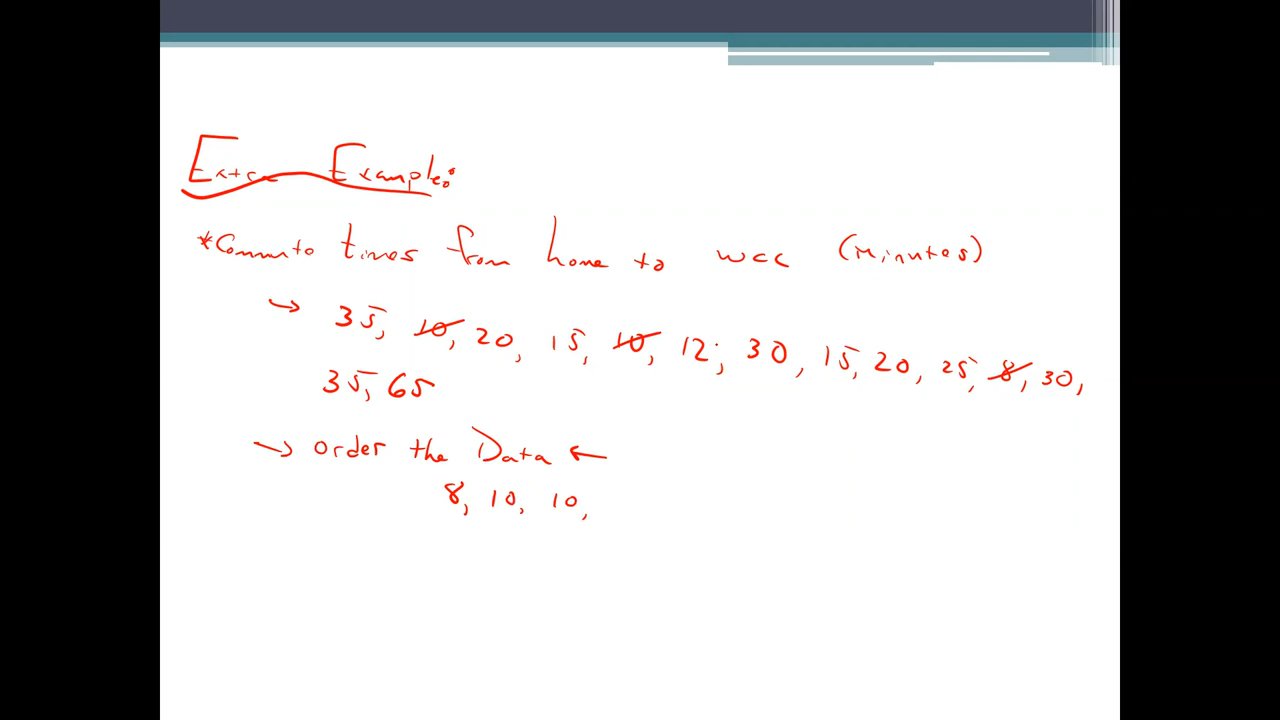 Extra Example:
*Commute times from home to WCC (Minutes)
→ 35, 10, 20, 15, 10, 12, 30, 15, 20, 25, 8, 30,
35, 65
→ Order the Data ←
8, 10, 10,